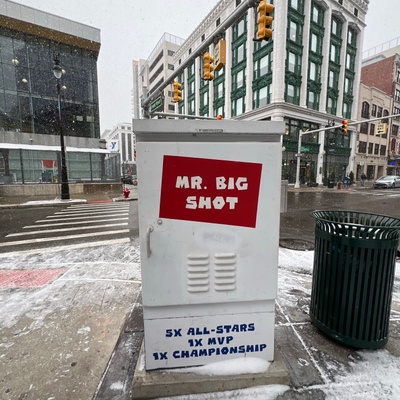 MR. BIG
SHOT
5X ALL-STARS
1X MVP
1X CHAMPIONSHIP